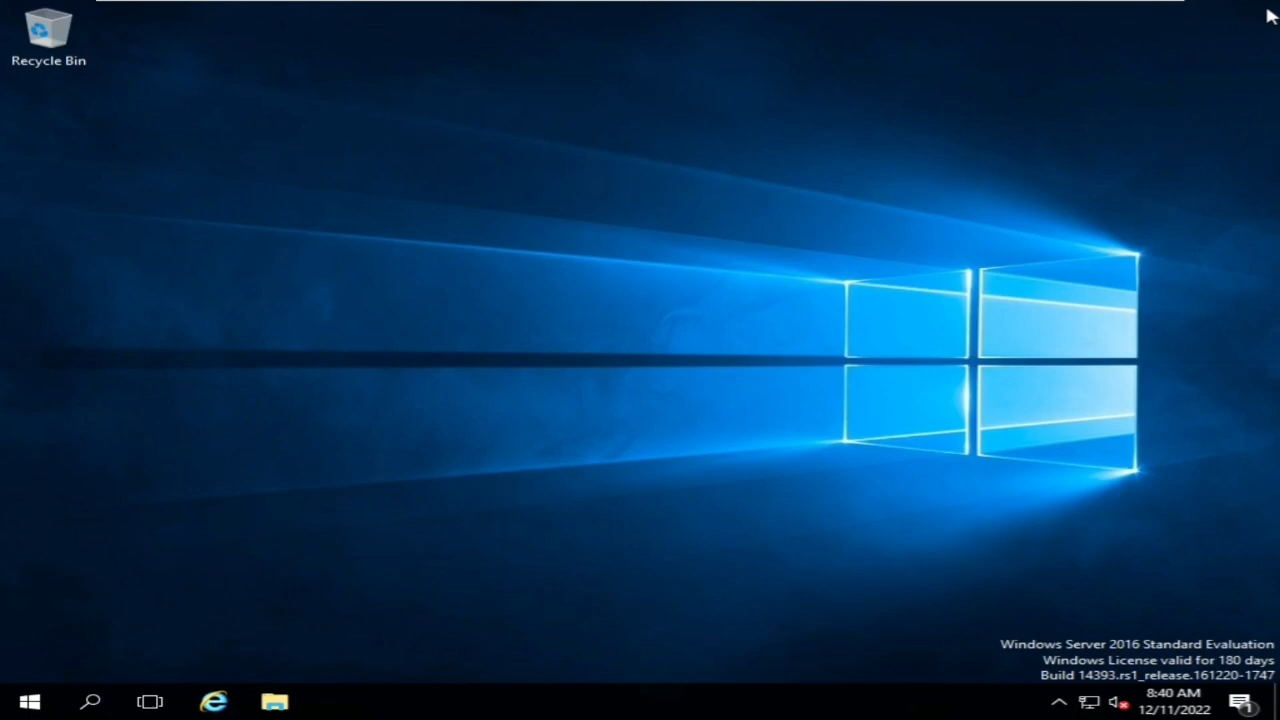 Recycle Bin
Windows Server 2016 Standard Evaluation
Windows License valid for 180 days
Build 14393.rs1_release.161220-1747
8:40 AM
12/11/2022
1